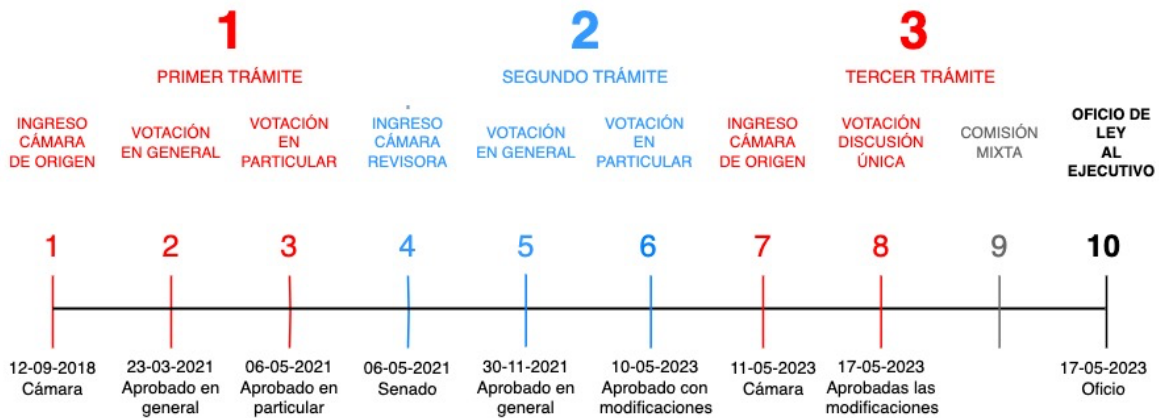 1
PRIMER TRÁMITE
2
SEGUNDO TRÁMITE
3
TERCER TRÁMITE
INGRESO
CÁMARA
DE ORIGEN
VOTACIÓN
EN GENERAL
VOTACIÓN
EN
PARTICULAR
INGRESO
CÁMARA
REVISORA
VOTACIÓN
EN GENERAL
VOTACIÓN
EN
PARTICULAR
INGRESO
CÁMARA
DE ORIGEN
VOTACIÓN
DISCUSIÓN
ÚNICA
COMISIÓN
MIXTA
OFICIO DE
LEY
AL
EJECUTIVO
1
2
3
4
5
6
7
8
9
10
12-09-2018
Cámara
23-03-2021
Aprobado en
general
06-05-2021
Aprobado en
particular
06-05-2021
Senado
30-11-2021
Aprobado en
general
10-05-2023
Aprobado con
modificaciones
11-05-2023
Cámara
17-05-2023
Aprobadas las
modificaciones
17-05-2023
Oficio